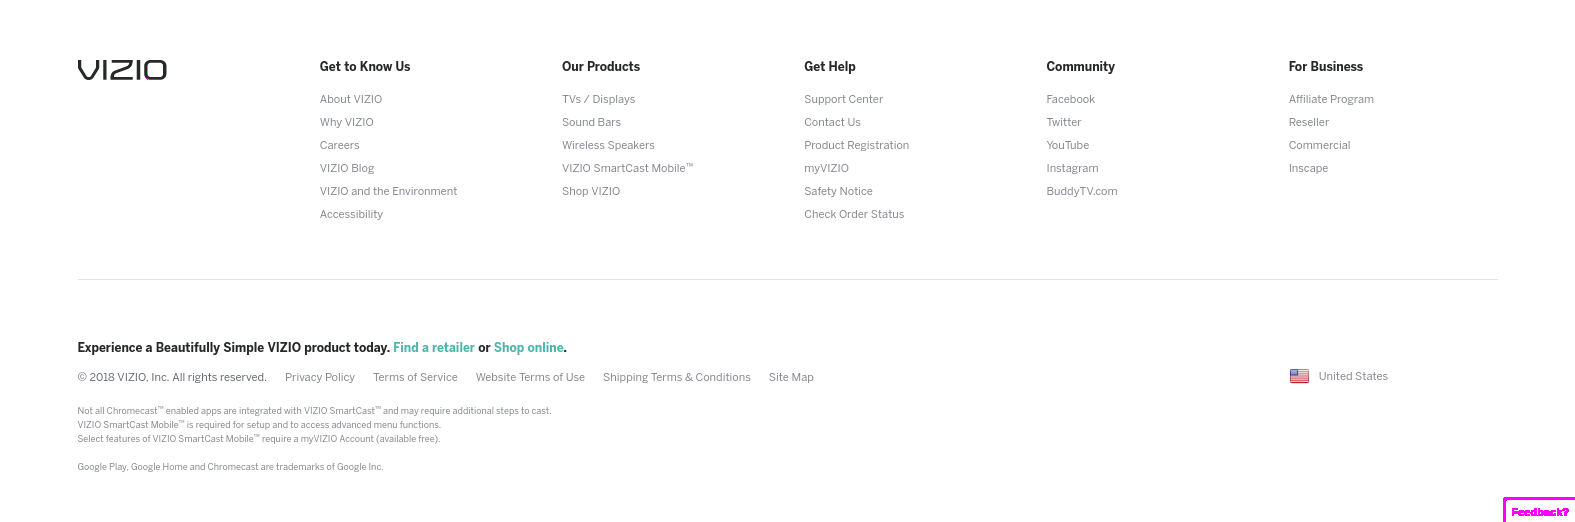 VIZIO
Get to Know Us
About VIZIO
Why VIZIO
Careers
VIZIO Blog
VIZIO and the Environment
Accessibility
Our Products
TVs / Displays
Sound Bars
Wireless Speakers
VIZIO SmartCast Mobile™
Shop VIZIO
Get Help
Support Center
Contact Us
Product Registration
myVIZIO
Safety Notice
Check Order Status
Community
Facebook
Twitter
YouTube
Instagram
BuddyTV.com
For Business
Affiliate Program
Reseller
Commercial
Inscape
Experience a Beautifully Simple VIZIO product today. Find a retailer or Shop online.
© 2018 VIZIO, Inc. All rights reserved. Privacy Policy Terms of Service Website Terms of Use Shipping Terms & Conditions Site Map
United States
Not all Chromecast™ enabled apps are integrated with VIZIO SmartCast™ and may require additional steps to cast.
VIZIO SmartCast Mobile™ is required for setup and to access advanced menu functions.
Select features of VIZIO SmartCast Mobile™ require a myVIZIO Account (available free).
Google Play, Google Home and Chromecast are trademarks of Google Inc.
Feedback?